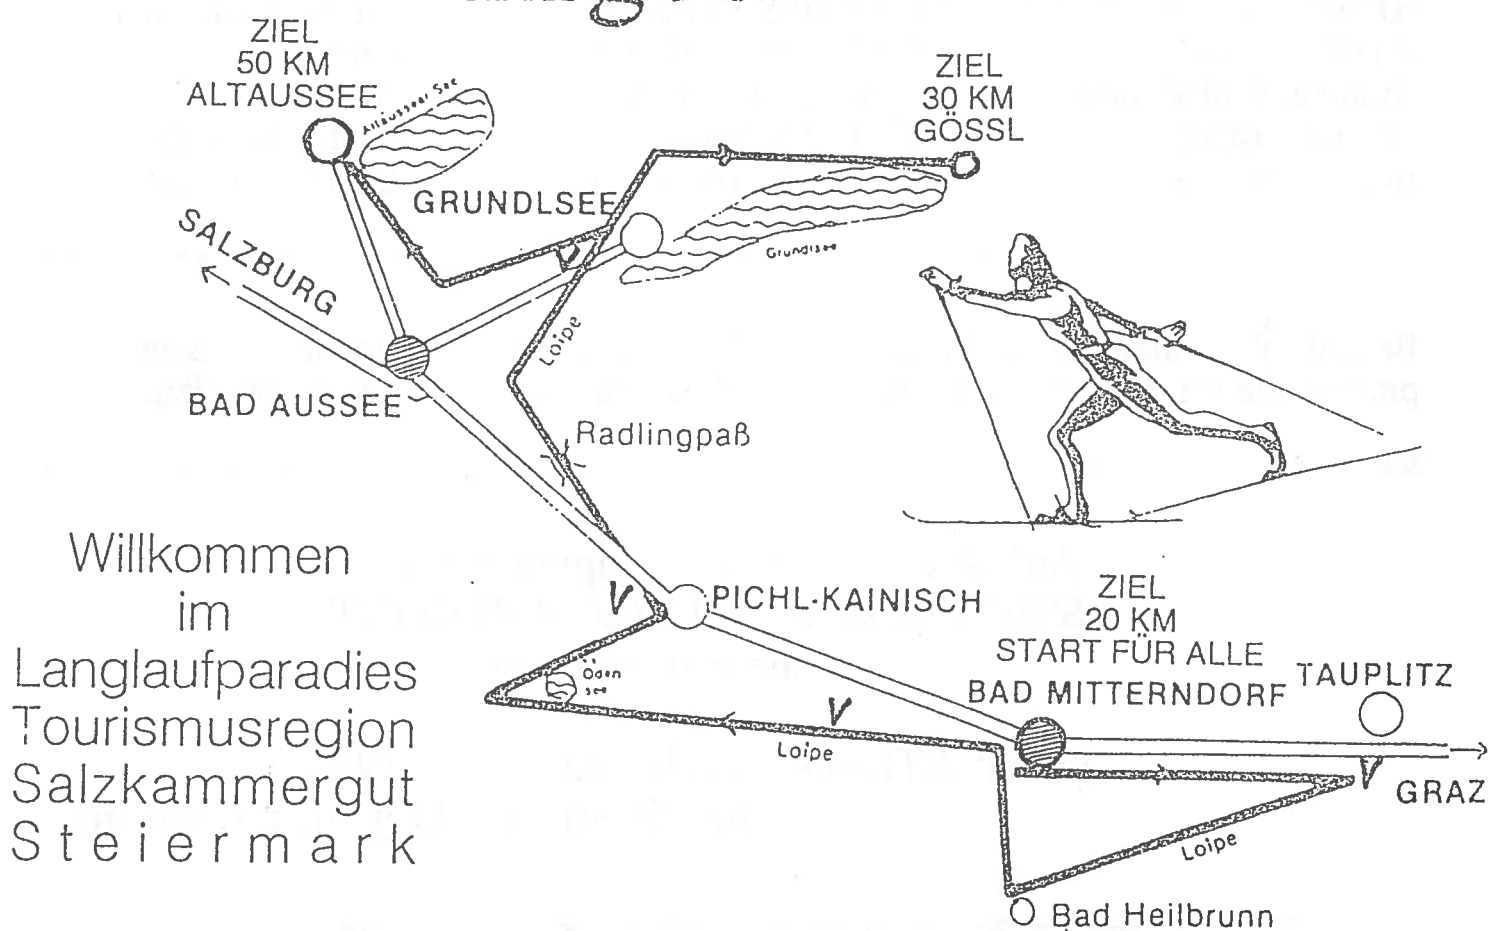 ZIEL
50 KM
ALTAUSSEE
Altausseer See
ZIEL
30 KM
GÖSSL
GRUNDLSEE
Grundlsee
SALZBURG
Loipe
BAD AUSSEE
Radlingpaß
Willkommen
im
Langlaufparadies
Tourismusregion
Salzkammergut
Steiermark
PICHL-KAINISCH
Öden
see
V
V
Loipe
ZIEL
20 KM
START FÜR ALLE
BAD MITTERNDORF
TAUPLITZ
V
GRAZ
Loipe
Bad Heilbrunn